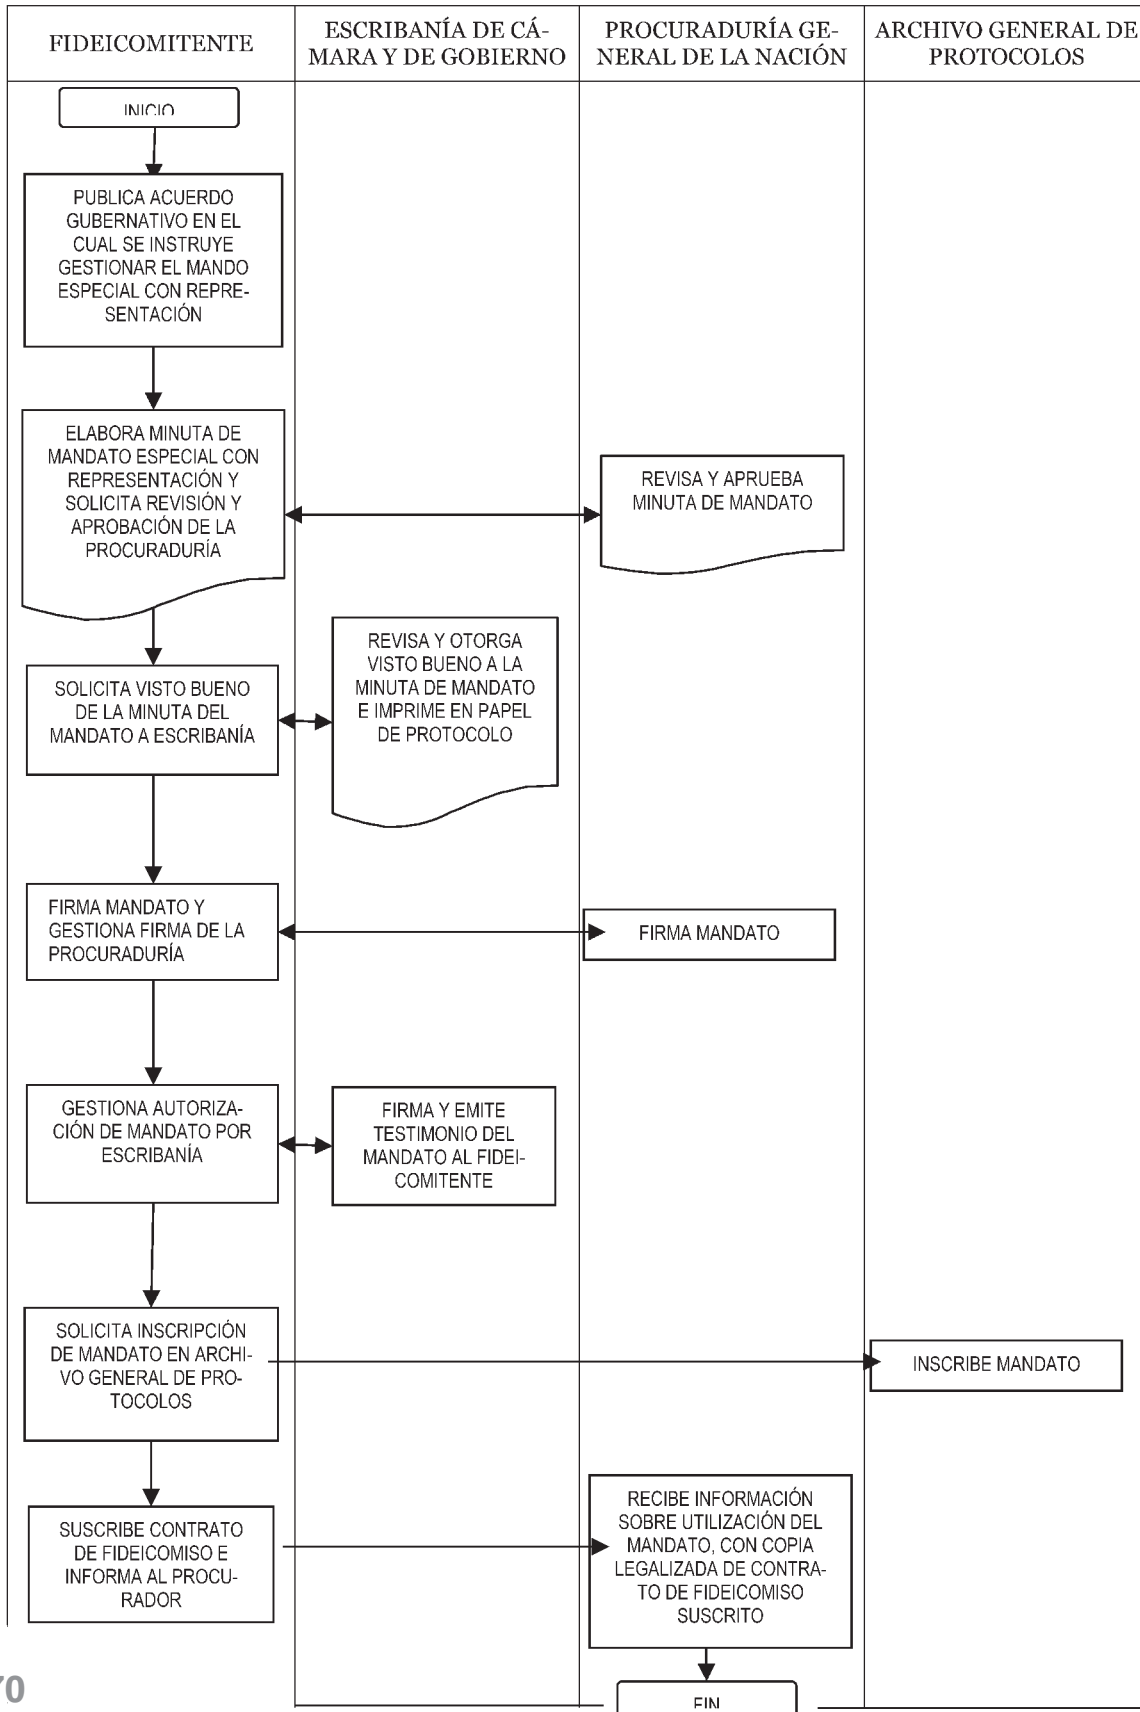 FIDEICOMITENTE
ESCRIBANÍA DE CÁ-
MARA Y DE GOBIERNO
PROCURADURÍA GE-
NERAL DE LA NACIÓN
ARCHIVO GENERAL DE
PROTOCOLOS
INICIO
PUBLICA ACUERDO
GUBERNATIVO EN EL
CUAL SE INSTRUYE
GESTIONAR EL MANDO
ESPECIAL CON REPRE-
SENTACIÓN
ELABORA MINUTA DE
MANDATO ESPECIAL CON
REPRESENTACIÓN Y
SOLICITA REVISIÓN Y
APROBACIÓN DE LA
PROCURADURÍA
REVISA Y APRUEBA
MINUTA DE MANDATO
SOLICITA VISTO BUENO
DE LA MINUTA DEL
MANDATO A ESCRIBANÍA
REVISA Y OTORGA
VISTO BUENO A LA
MINUTA DE MANDATO
E IMPRIME EN PAPEL
DE PROTOCOLO
FIRMA MANDATO Y
GESTIONA FIRMA DE LA
PROCURADURÍA
FIRMA MANDATO
GESTIONA AUTORIZA-
CIÓN DE MANDATO POR
ESCRIBANÍA
FIRMA Y EMITE
TESTIMONIO DEL
MANDATO AL FIDEI-
COMITENTE
SOLICITA INSCRIPCIÓN
DE MANDATO EN ARCHI-
VO GENERAL DE PRO-
TOCOLOS
INSCRIBE MANDATO
SUSCRIBE CONTRATO
DE FIDEICOMISO E
INFORMA AL PROCU-
RADOR
RECIBE INFORMACIÓN
SOBRE UTILIZACIÓN DEL
MANDATO, CON COPIA
LEGALIZADA DE CONTRA-
TO DE FIDEICOMISO
SUSCRITO
FIN
70